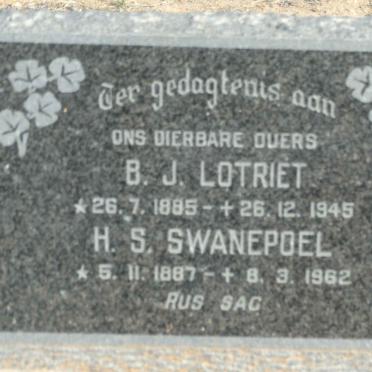 Ter gedagtenis aan
ONS DIERBARE OUERS
B. J. LOTRIET
★ 26. 7. 1885 - + 26. 12. 1945
H. S. SWANEPOEL
★ 5. 11. 1887 - + 8. 3. 1962
RUS SAG